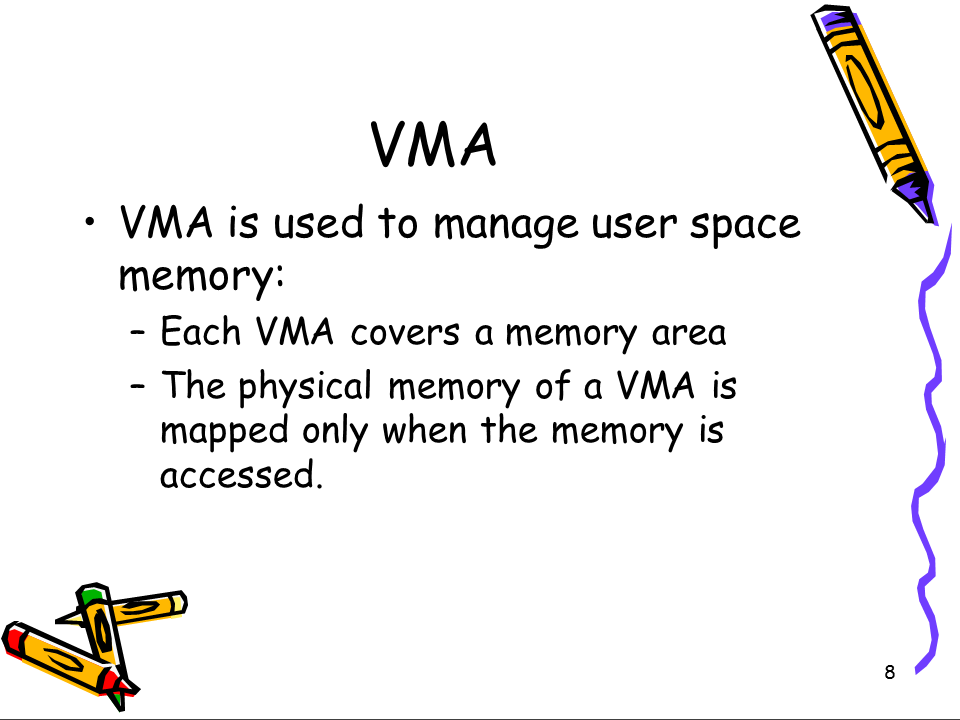 VMA
• VMA is used to manage user space
memory:
– Each VMA covers a memory area
– The physical memory of a VMA is
mapped only when the memory is
accessed.
8